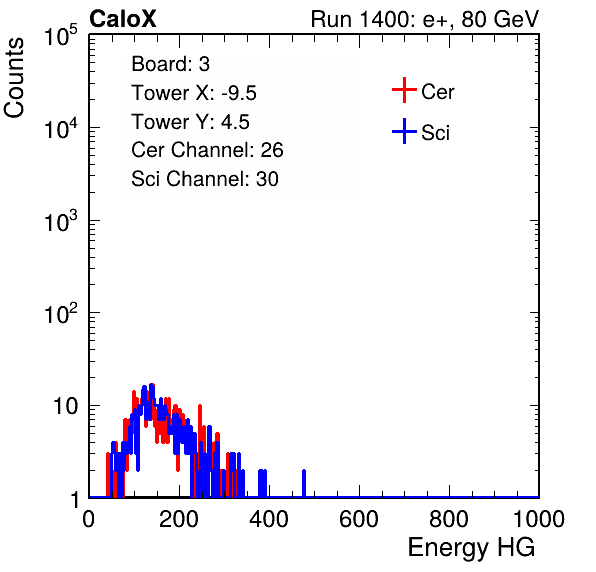 CaloX Run 1400: e+, 80 GeV
Counts
Board: 3
Tower X: -9.5
Tower Y: 4.5
Cer Channel: 26
Sci Channel: 30
Cer
Sci
10^5
10^4
10^3
10^2
10
1
0 200 400 600 800 1000
Energy HG